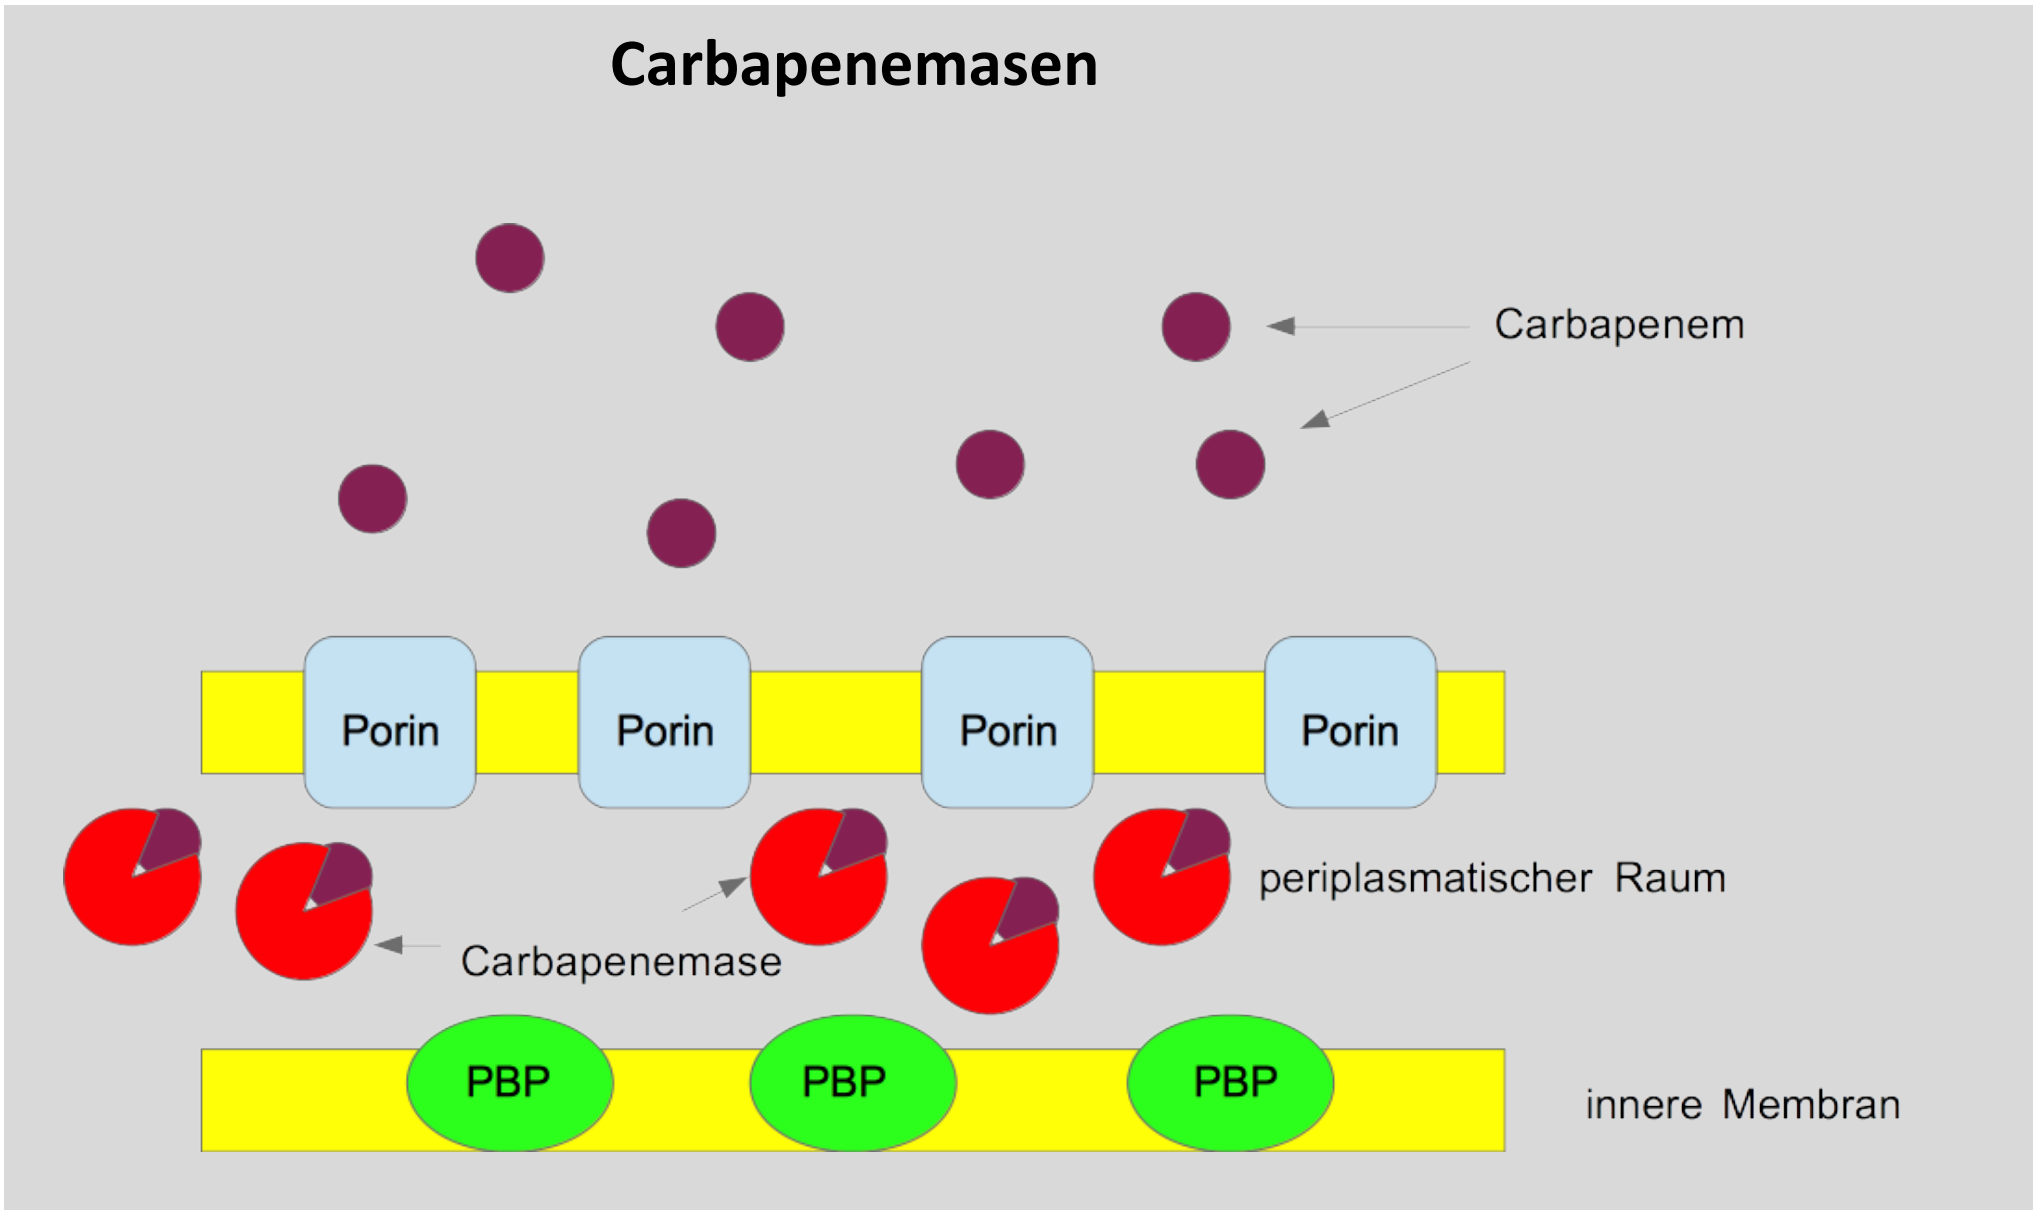 Carbapenemasen
Carbapenem
Porin Porin Porin Porin
periplasmatischer Raum
Carbapenemase
PBP PBP PBP
innere Membran